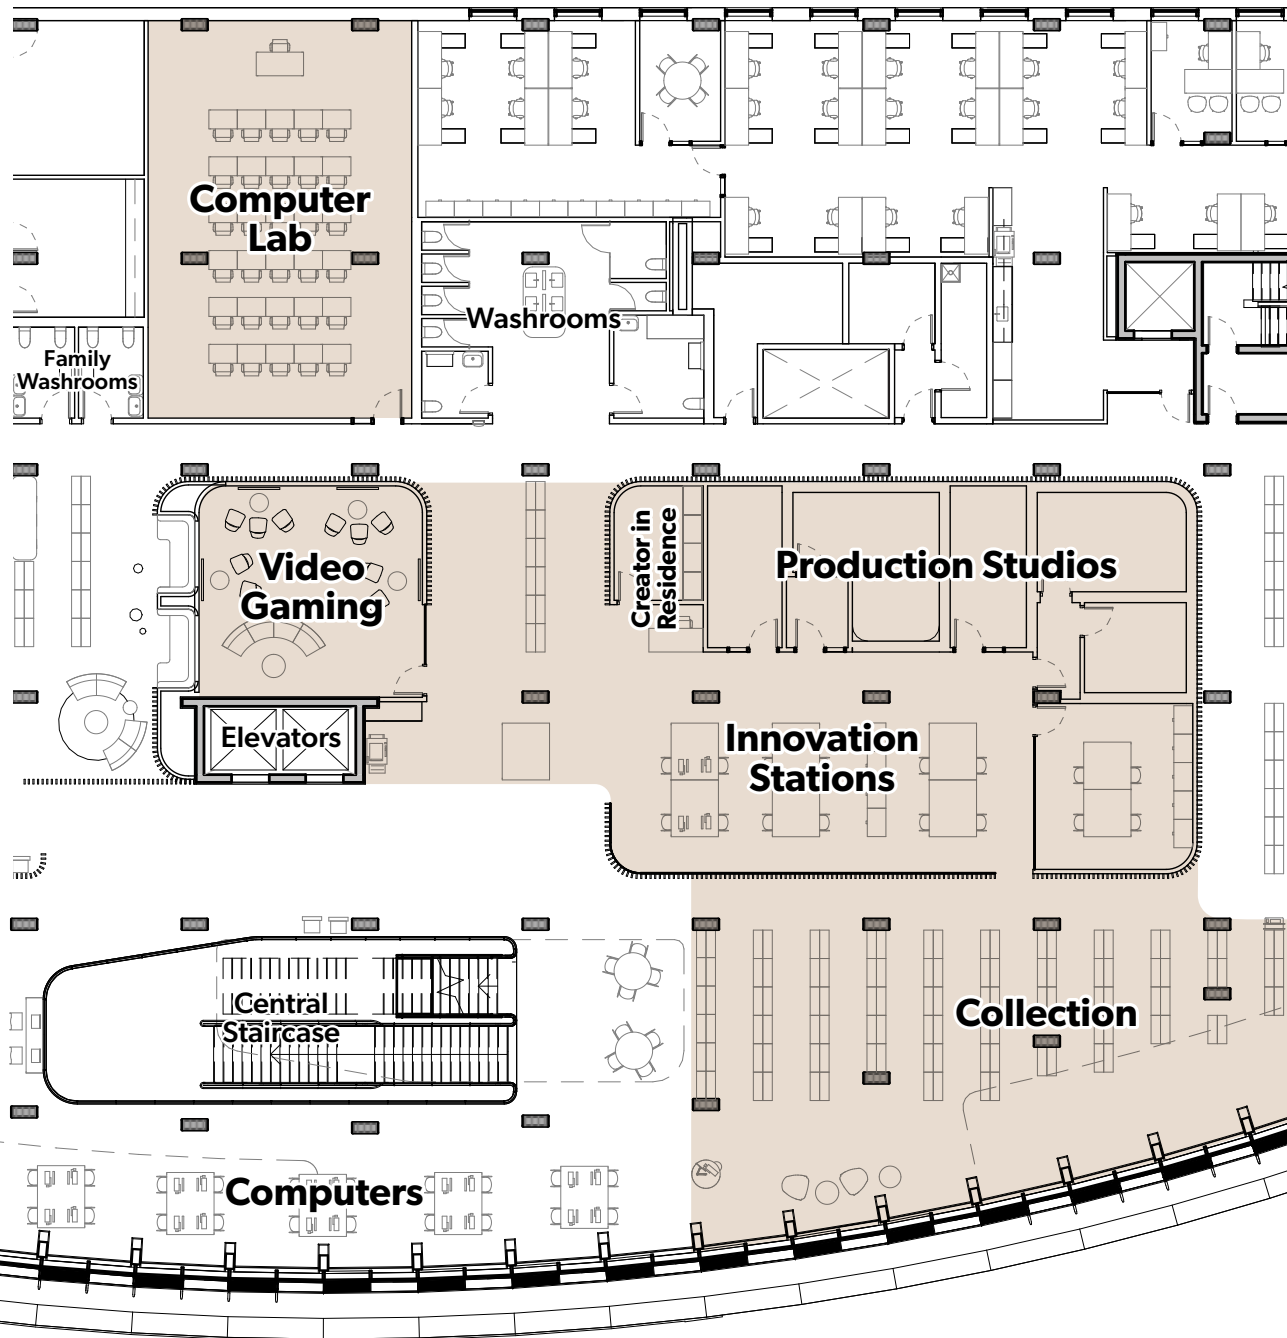 Computer
Lab
Washrooms
Family
Washrooms
Video
Gaming
Creator in
Residence
Production Studios
Elevators
Innovation
Stations
Central
Staircase
Collection
Computers